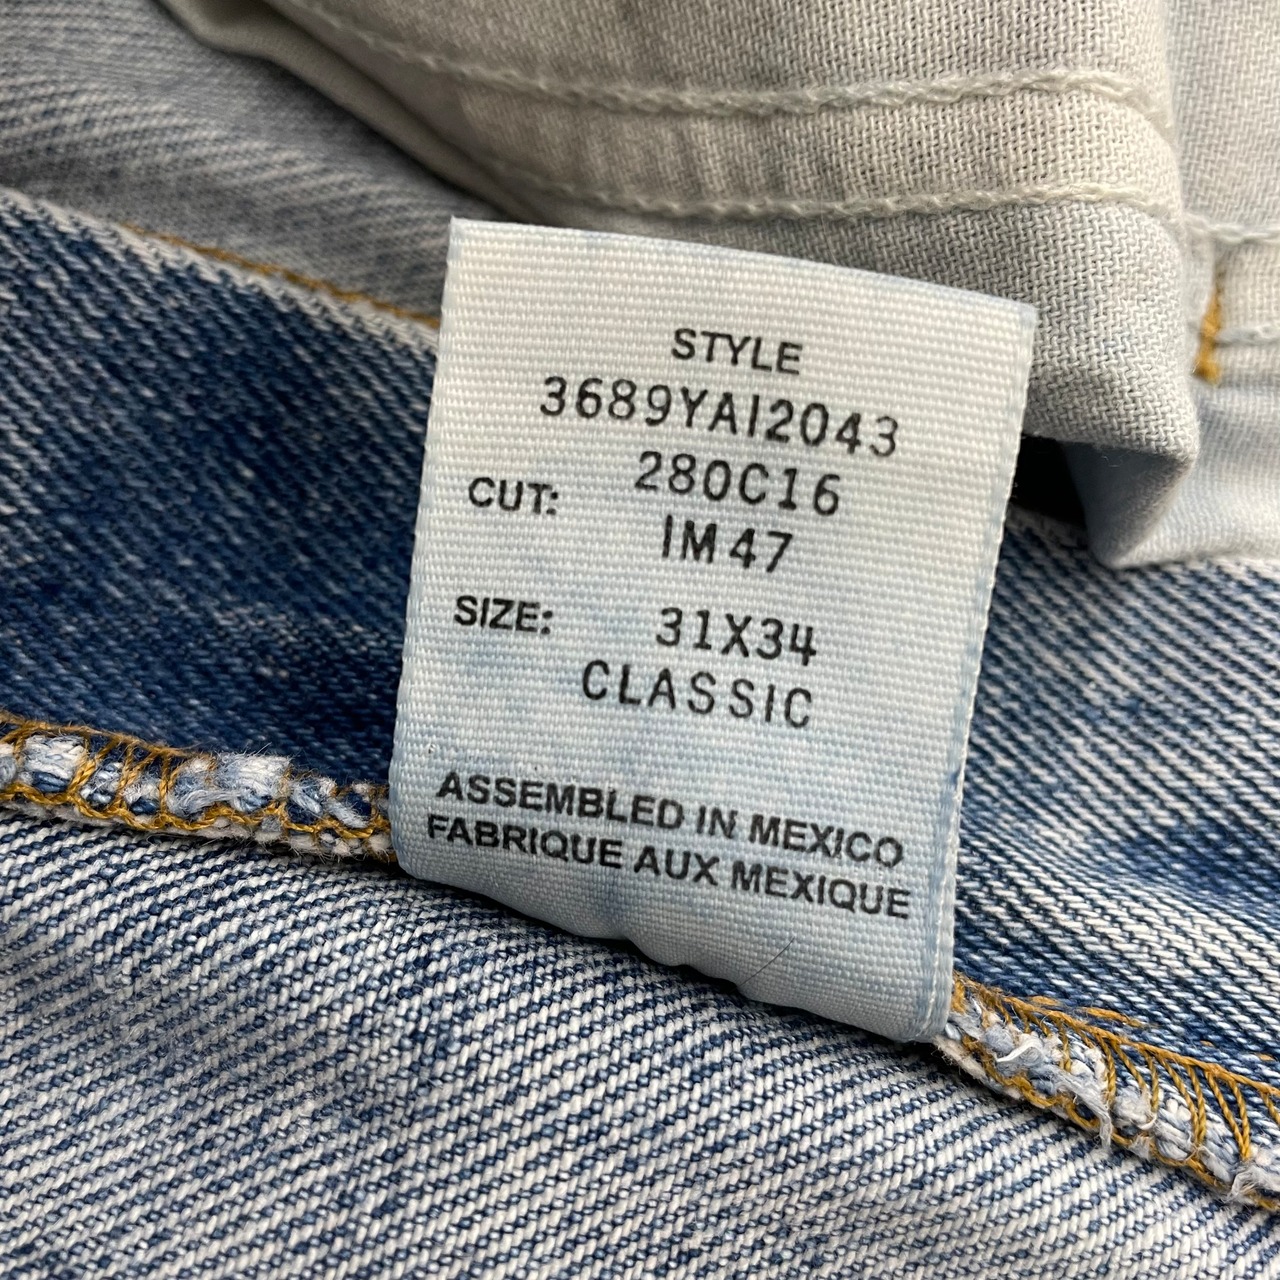 STYLE
3689YAI2043
280C16
CUT: IM47
SIZE: 31X34
CLASSIC
ASSEMBLED IN MEXICO
FABRIQUE AUX MEXIQUE